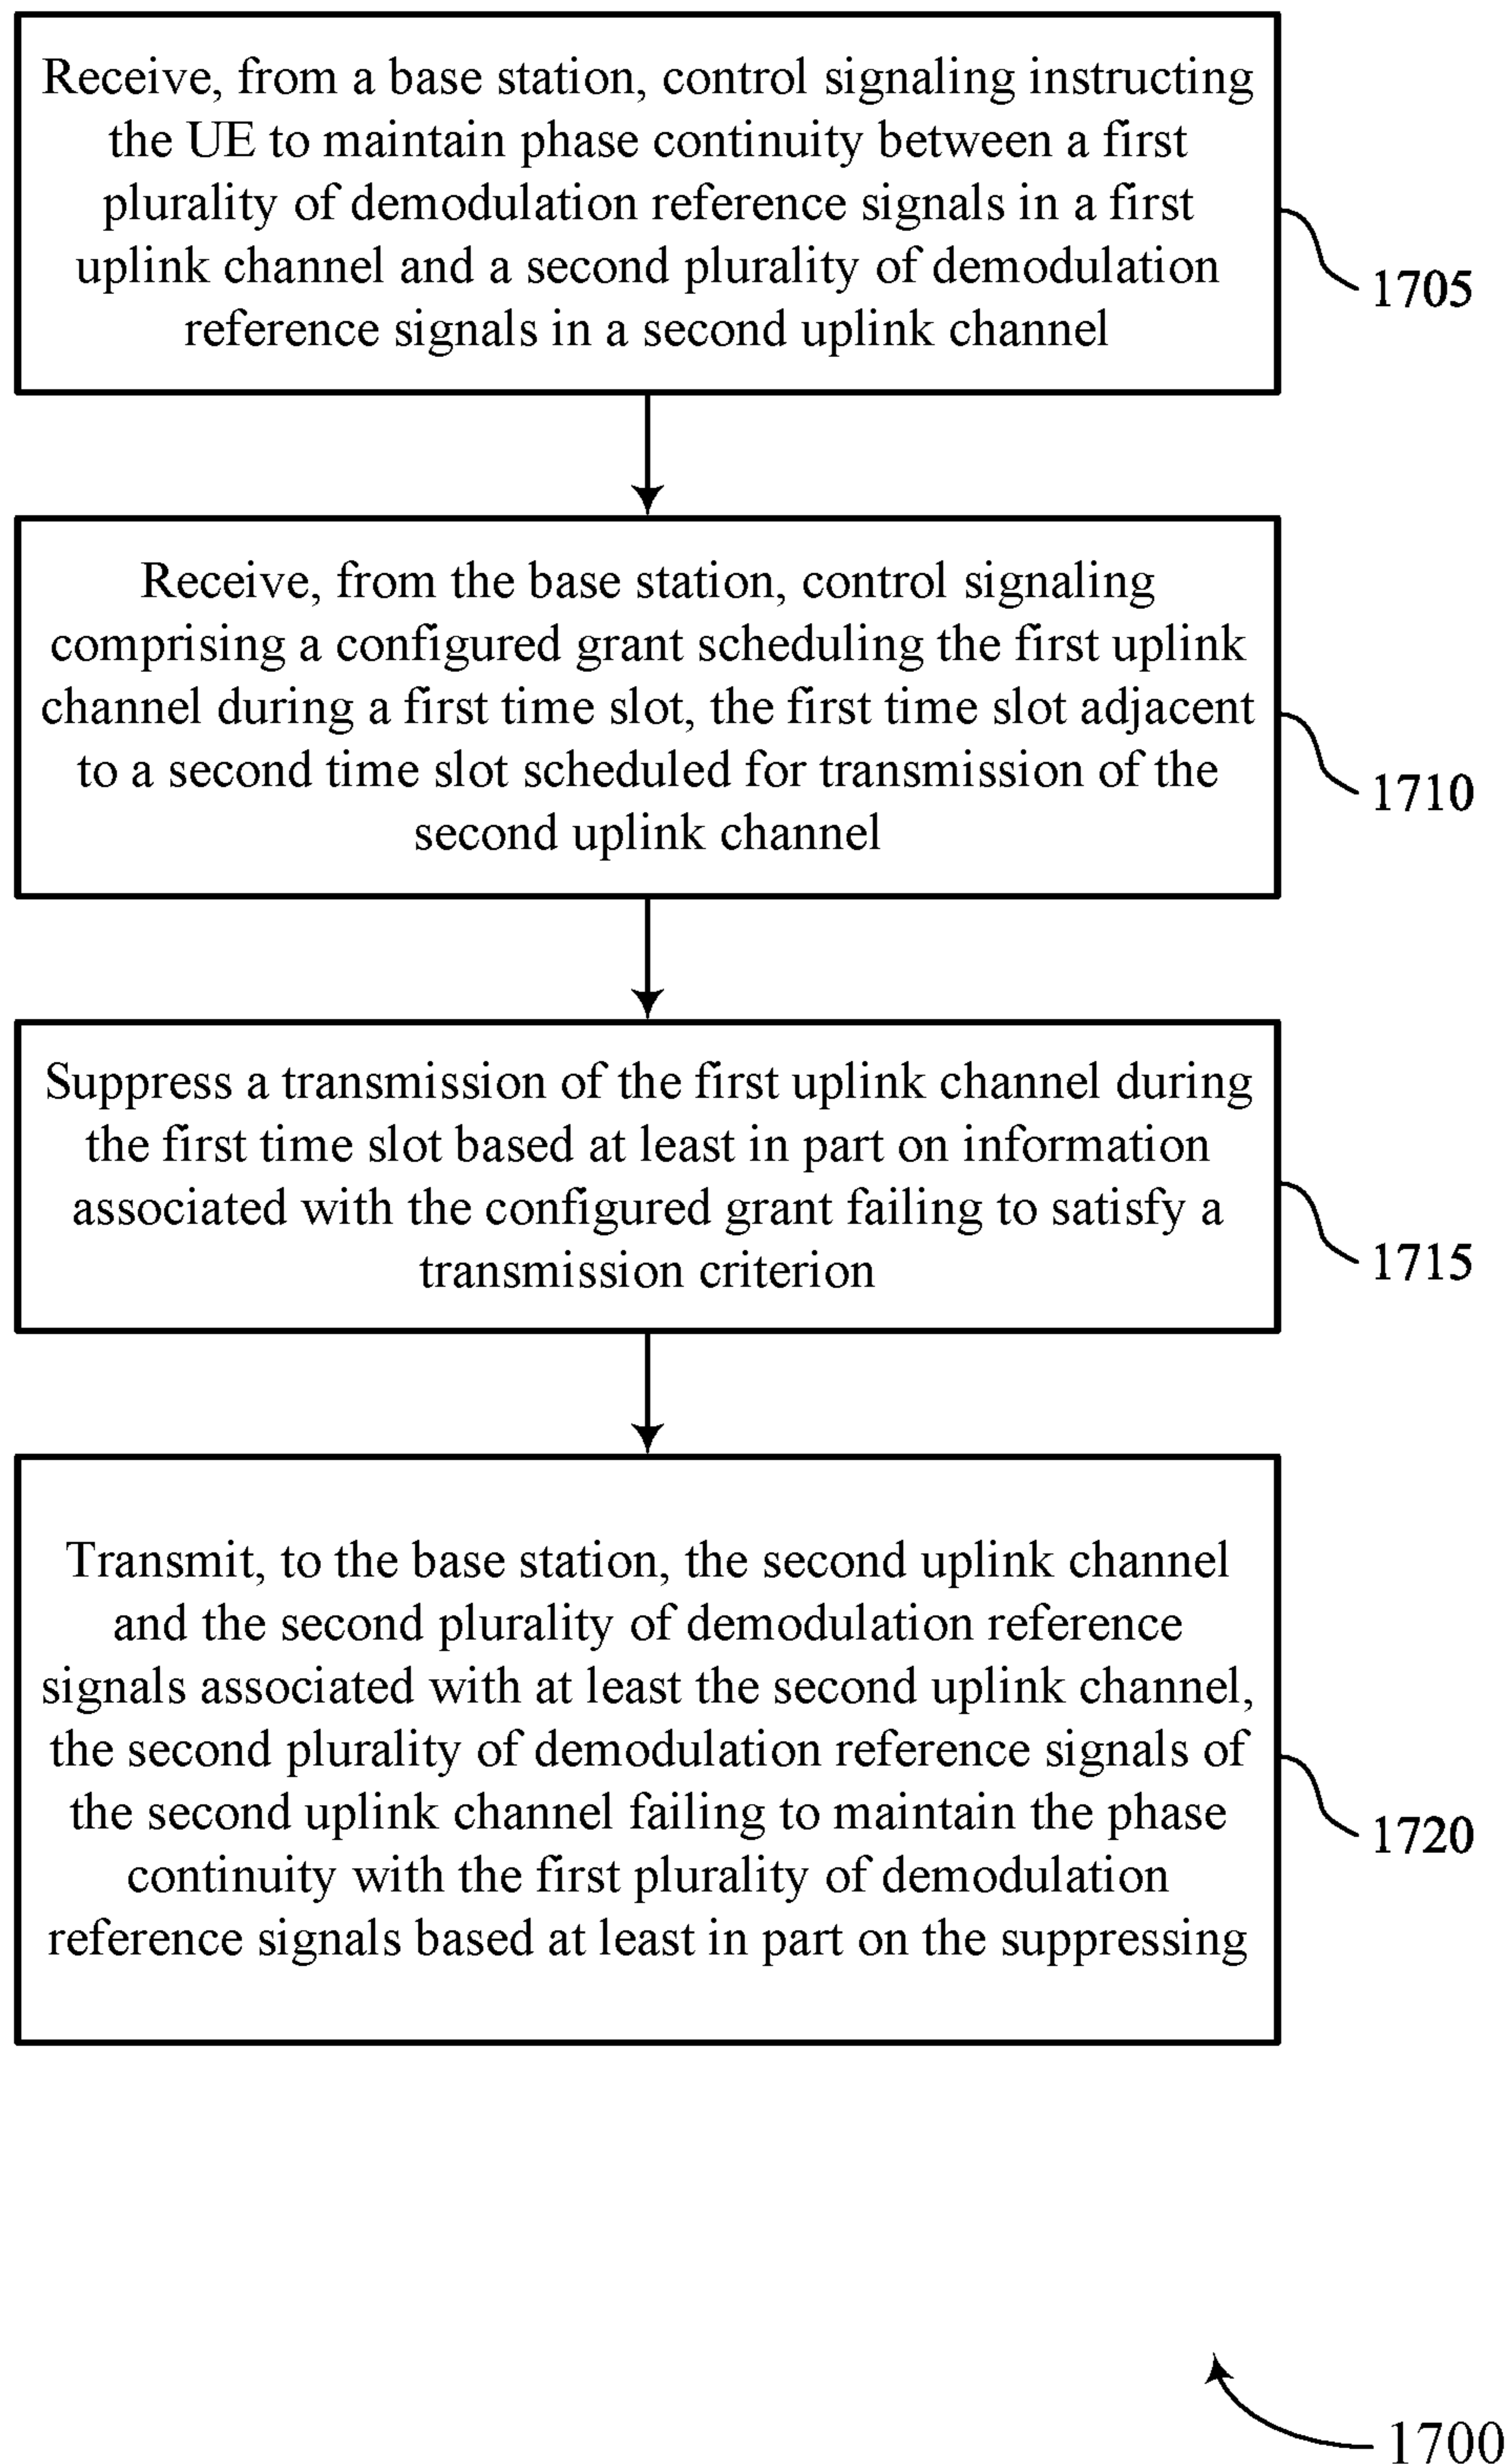 Receive, from a base station, control signaling instructing
the UE to maintain phase continuity between a first
plurality of demodulation reference signals in a first
uplink channel and a second plurality of demodulation
reference signals in a second uplink channel
1705
Receive, from the base station, control signaling
comprising a configured grant scheduling the first uplink
channel during a first time slot, the first time slot adjacent
to a second time slot scheduled for transmission of the
second uplink channel
1710
Suppress a transmission of the first uplink channel during
the first time slot based at least in part on information
associated with the configured grant failing to satisfy a
transmission criterion
1715
Transmit, to the base station, the second uplink channel
and the second plurality of demodulation reference
signals associated with at least the second uplink channel,
the second plurality of demodulation reference signals of
the second uplink channel failing to maintain the phase
continuity with the first plurality of demodulation
reference signals based at least in part on the suppressing
1720
1700